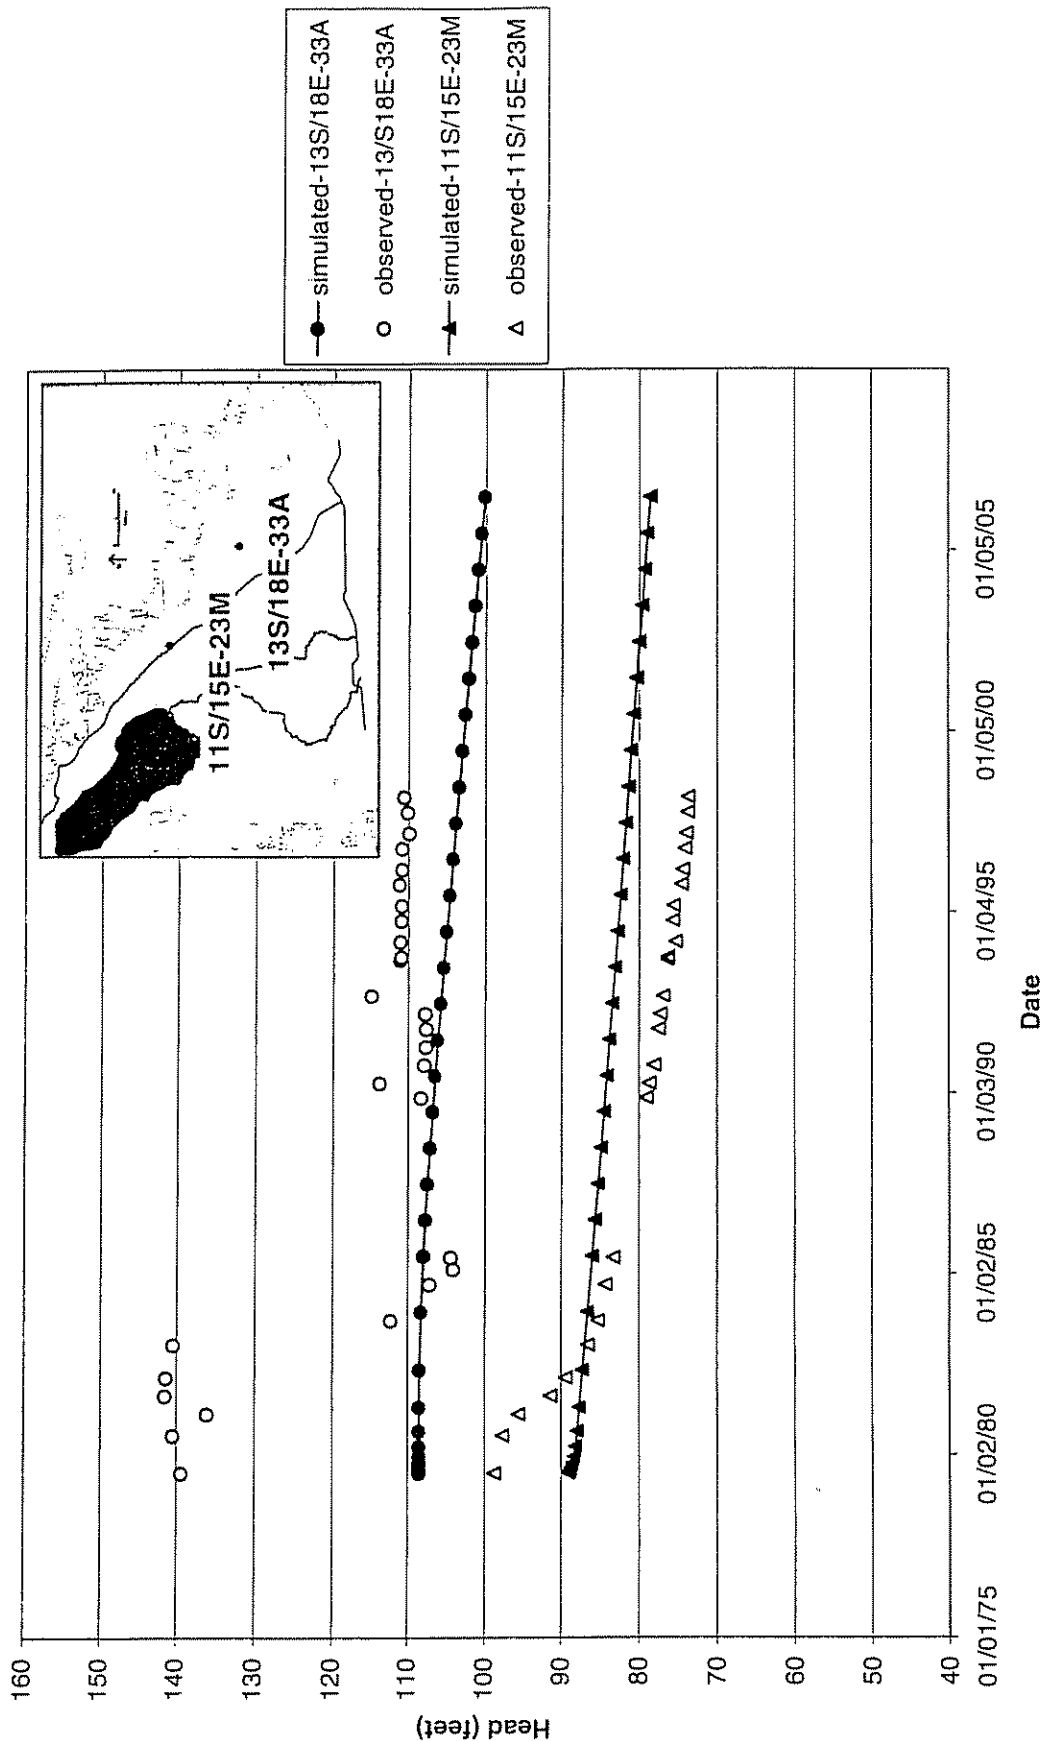 160
150
140
130
120
110
100
90
80
70
60
50
40
Head (feet)
01/01/75
01/02/80
01/02/85
01/03/90
01/04/95
01/05/00
01/05/05
Date
11S/15E-23M
13S/18E-33A
simulated-13S/18E-33A
observed-13/S18E-33A
simulated-11S/15E-23M
observed-11S/15E-23M